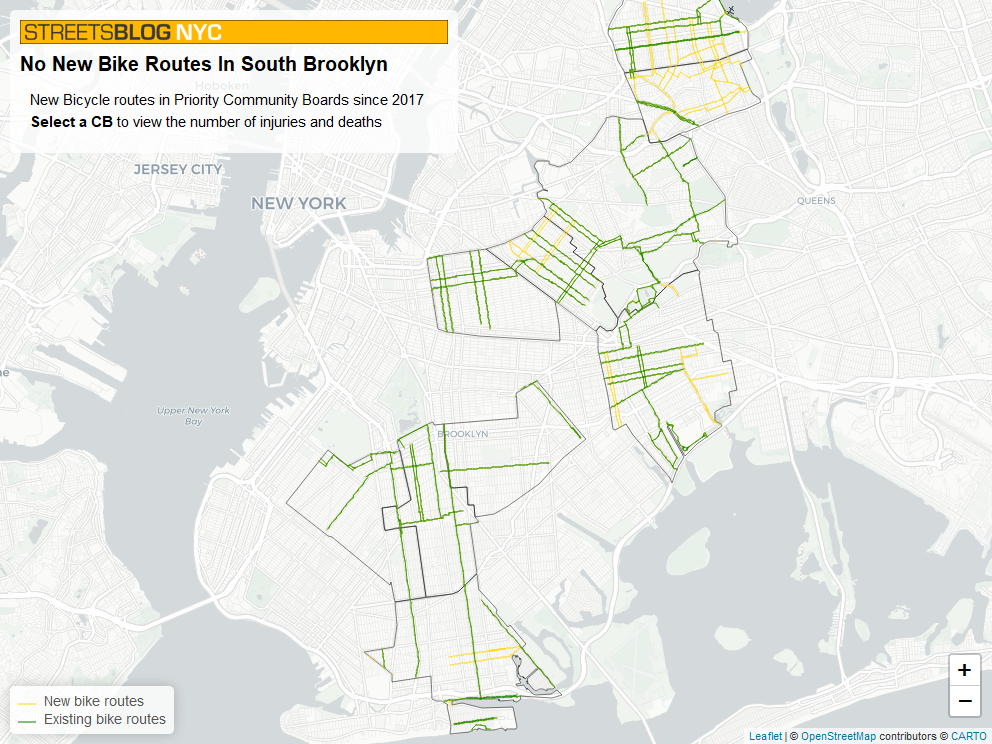 STREETSBLOG NYC
No New Bike Routes In South Brooklyn
Hoboken
New Bicycle routes in Priority Community Boards since 2017
Select a CB to view the number of injuries and deaths
JERSEY CITY
NEW YORK
QUEENS
Upper New York
Bay
BROOKLYN
New bike routes
Existing bike routes
+
−
Leaflet | © OpenStreetMap contributors © CARTO